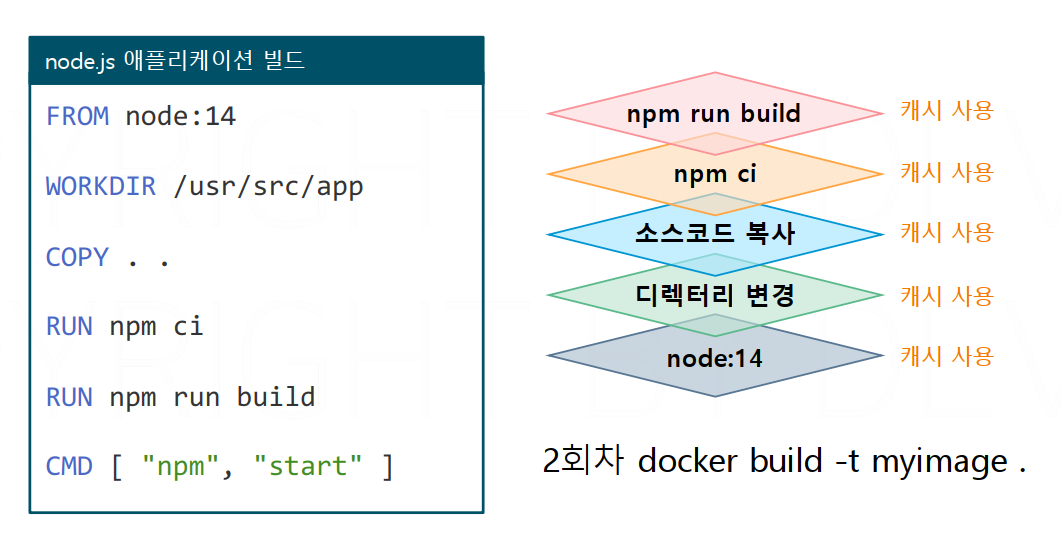 node.js 애플리케이션 빌드
FROM node:14
WORKDIR /usr/src/app
COPY . .
RUN npm ci
RUN npm run build
CMD [ "npm", "start" ]
npm run build 캐시 사용
npm ci 캐시 사용
소스코드 복사 캐시 사용
디렉터리 변경 캐시 사용
node:14 캐시 사용
2회차 docker build -t myimage .